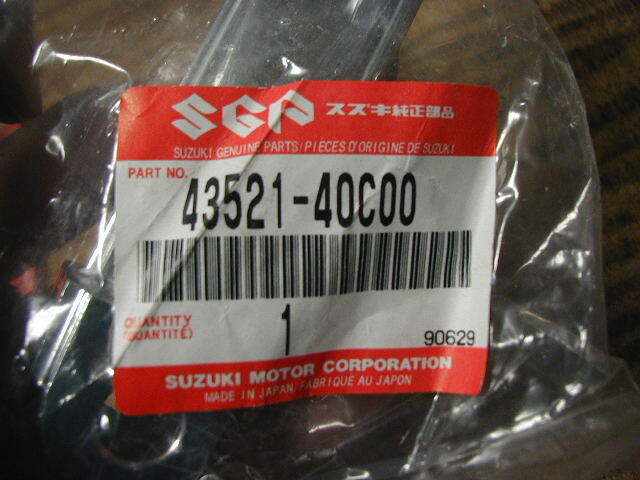 SGP スズキ純正部品
SUZUKI GENUINE PARTS/PIÈCES D'ORIGINE DE SUZUKI
PART NO.
43521-40C00
QUANTITY
(QUANTITÉ)
1
90629
SUZUKI MOTOR CORPORATION
MADE IN JAPAN/FABRIQUE AU JAPON